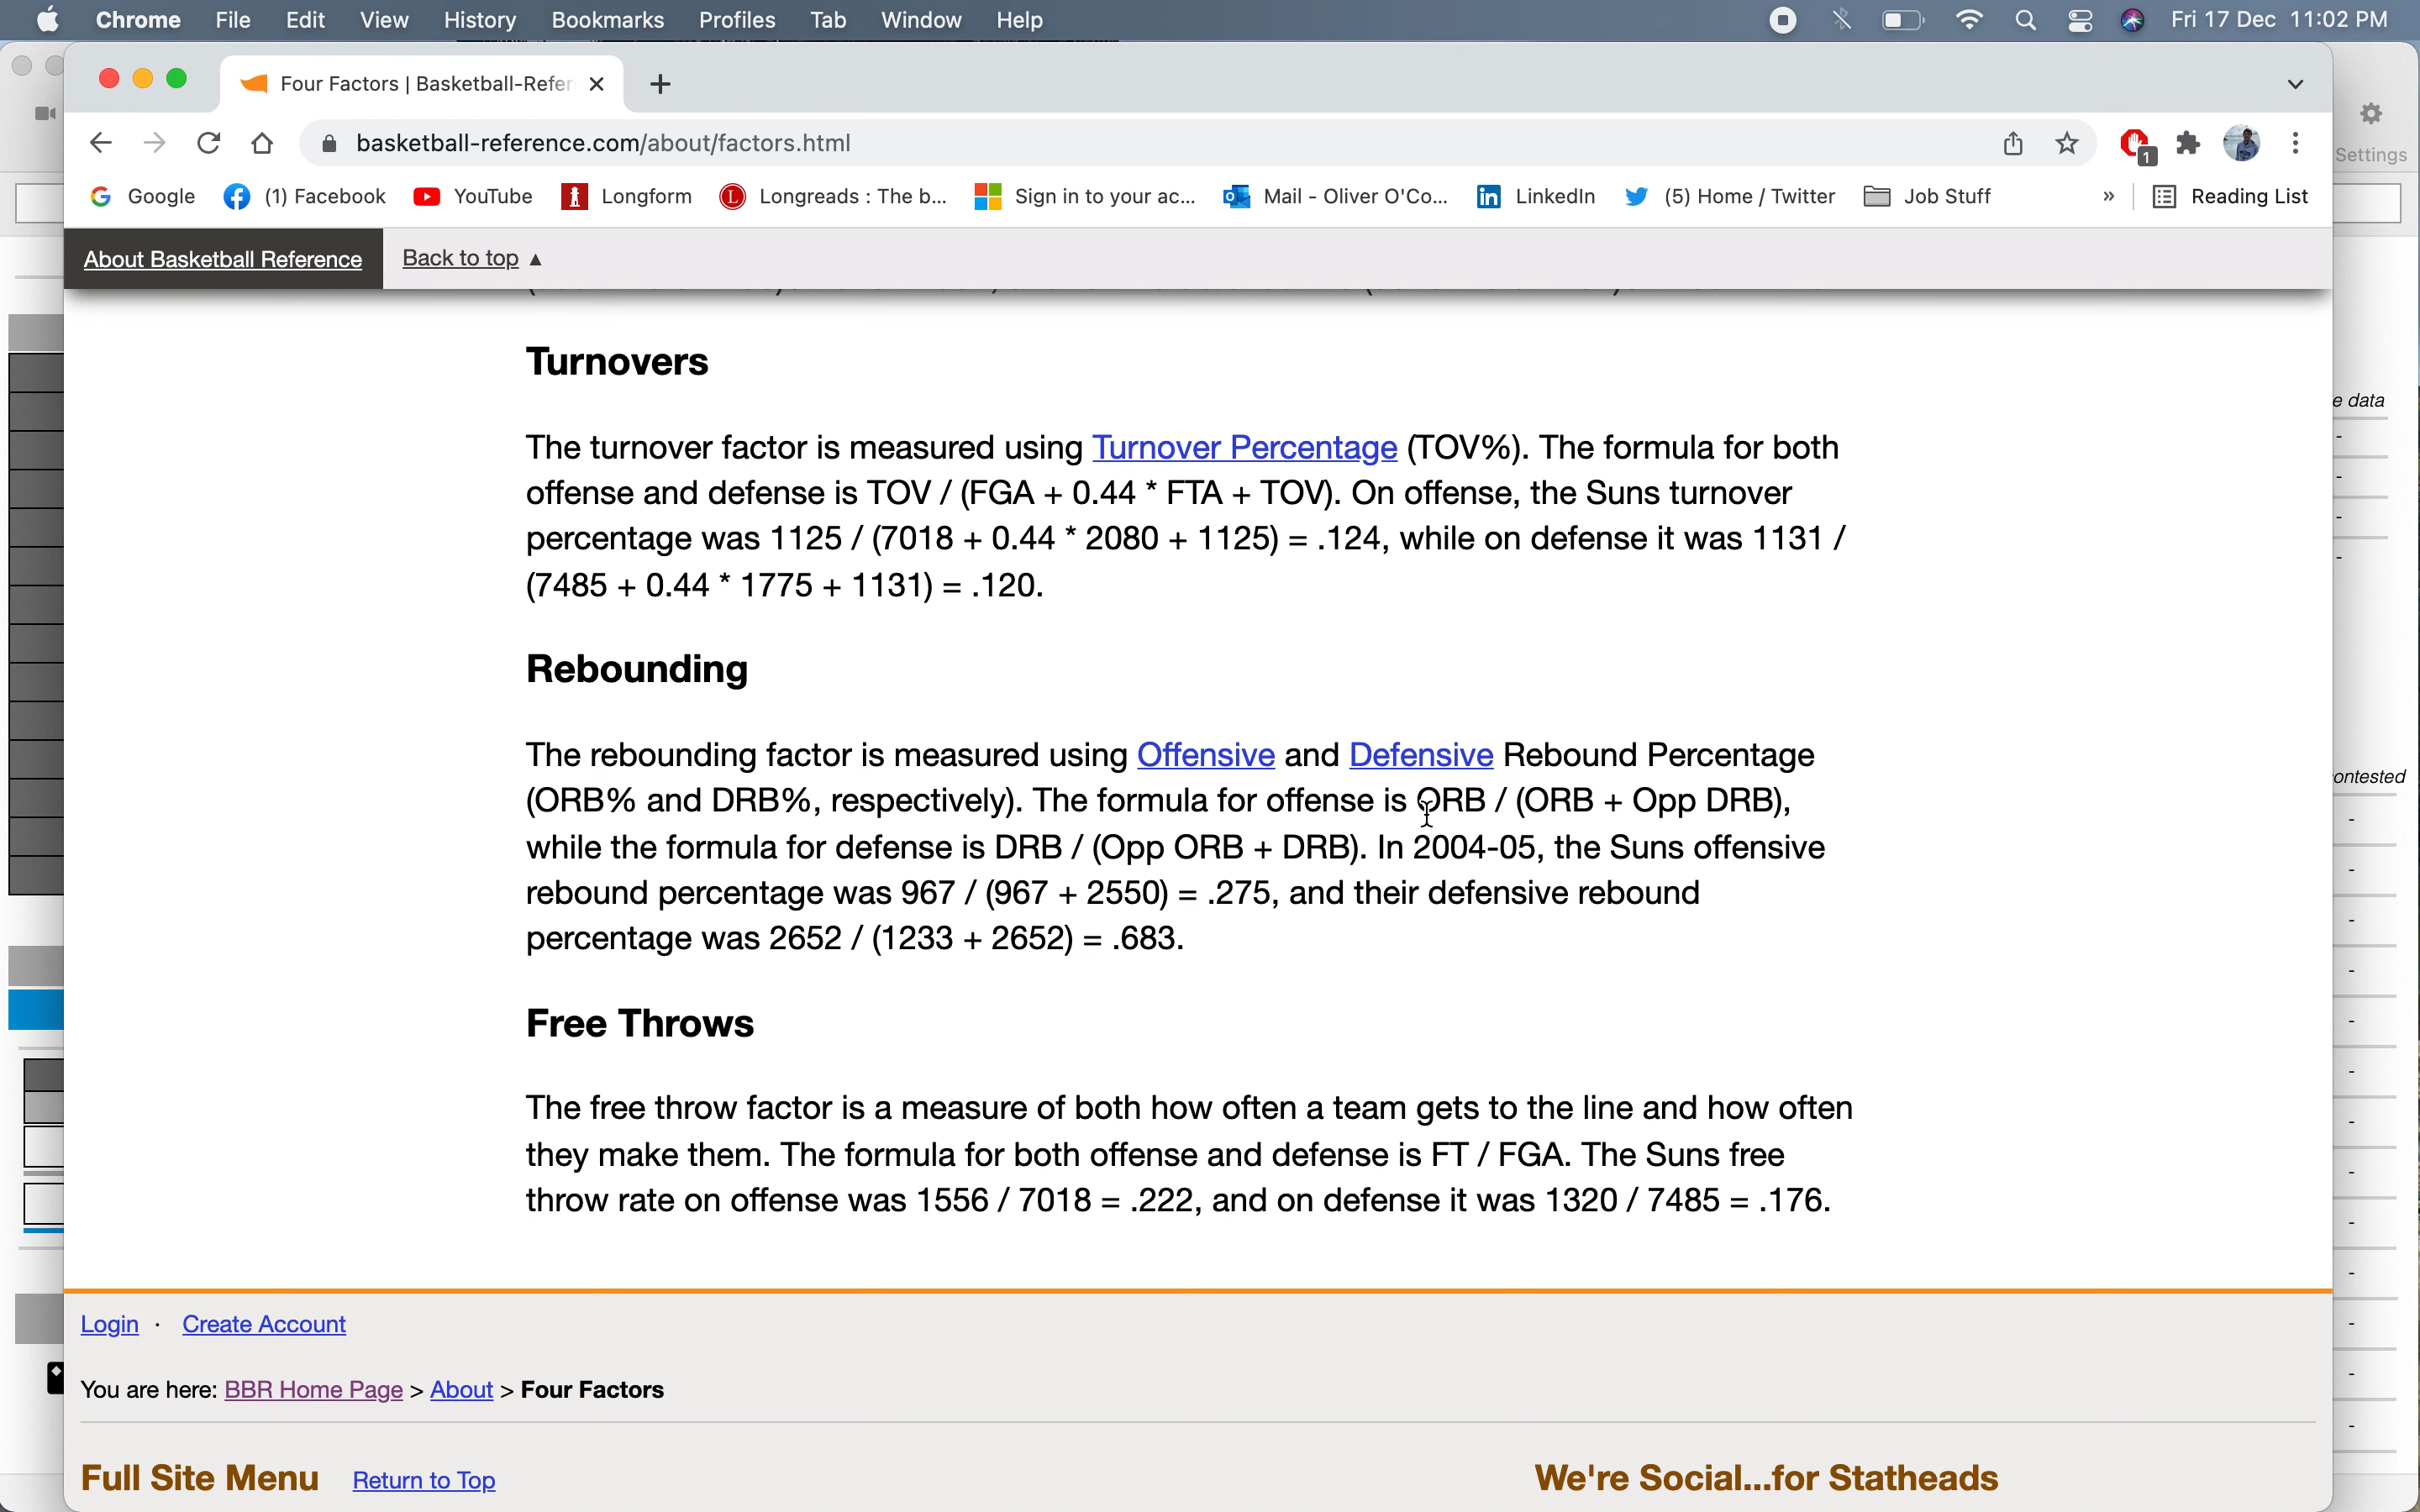 Chrome File Edit View History Bookmarks Profiles Tab Window Help Fri 17 Dec 11:02 PM
Four Factors | Basketball-Refer
basketball-reference.com/about/factors.html
1
Settings
Google (1) Facebook YouTube Longform Longreads : The b... Sign in to your ac... Mail - Oliver O'Co... LinkedIn (5) Home / Twitter Job Stuff » Reading List
About Basketball Reference Back to top ▲
Turnovers
e data
The turnover factor is measured using Turnover Percentage (TOV%). The formula for both
offense and defense is TOV / (FGA + 0.44 * FTA + TOV). On offense, the Suns turnover
percentage was 1125 / (7018 + 0.44 * 2080 + 1125) = .124, while on defense it was 1131 /
(7485 + 0.44 * 1775 + 1131) = .120.
Rebounding
The rebounding factor is measured using Offensive and Defensive Rebound Percentage
ontested
(ORB% and DRB%, respectively). The formula for offense is ORB / (ORB + Opp DRB),
while the formula for defense is DRB / (Opp ORB + DRB). In 2004-05, the Suns offensive
rebound percentage was 967 / (967 + 2550) = .275, and their defensive rebound
percentage was 2652 / (1233 + 2652) = .683.
Free Throws
The free throw factor is a measure of both how often a team gets to the line and how often
they make them. The formula for both offense and defense is FT / FGA. The Suns free
throw rate on offense was 1556 / 7018 = .222, and on defense it was 1320 / 7485 = .176.
Login · Create Account
You are here: BBR Home Page > About > Four Factors
Full Site Menu Return to Top We're Social...for Statheads